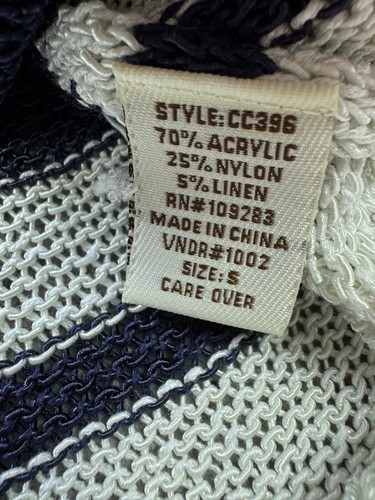 STYLE:CC396
70% ACRYLIC
25% NYLON
5% LINEN
RN#109283
MADE IN CHINA
VNDR#1002
SIZE: S
CARE OVER